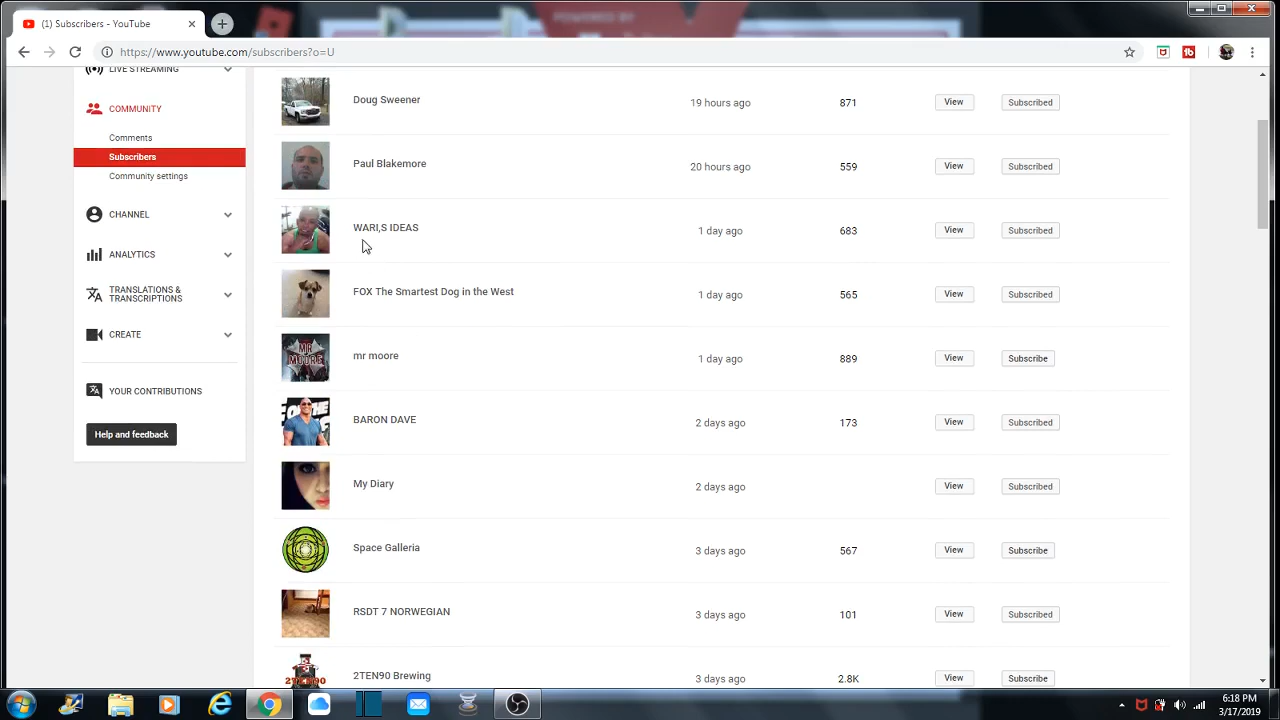 (1) Subscribers - YouTube
https://www.youtube.com/subscribers?o=U
LIVE STREAMING
COMMUNITY
Comments
Subscribers
Community settings
CHANNEL
ANALYTICS
TRANSLATIONS &
TRANSCRIPTIONS
CREATE
YOUR CONTRIBUTIONS
Help and feedback
Doug Sweener 19 hours ago 871 View Subscribed
Paul Blakemore 20 hours ago 559 View Subscribed
WARI,S IDEAS 1 day ago 683 View Subscribed
FOX The Smartest Dog in the West 1 day ago 565 View Subscribed
mr moore 1 day ago 889 View Subscribe
MR
MOORE
BARON DAVE 2 days ago 173 View Subscribed
My Diary 2 days ago View Subscribed
Space Galleria 3 days ago 567 View Subscribe
RSDT 7 NORWEGIAN 3 days ago 101 View Subscribed
2TEN90 Brewing 3 days ago 2.8K View Subscribe
2TEN90
6:18 PM
3/17/2019